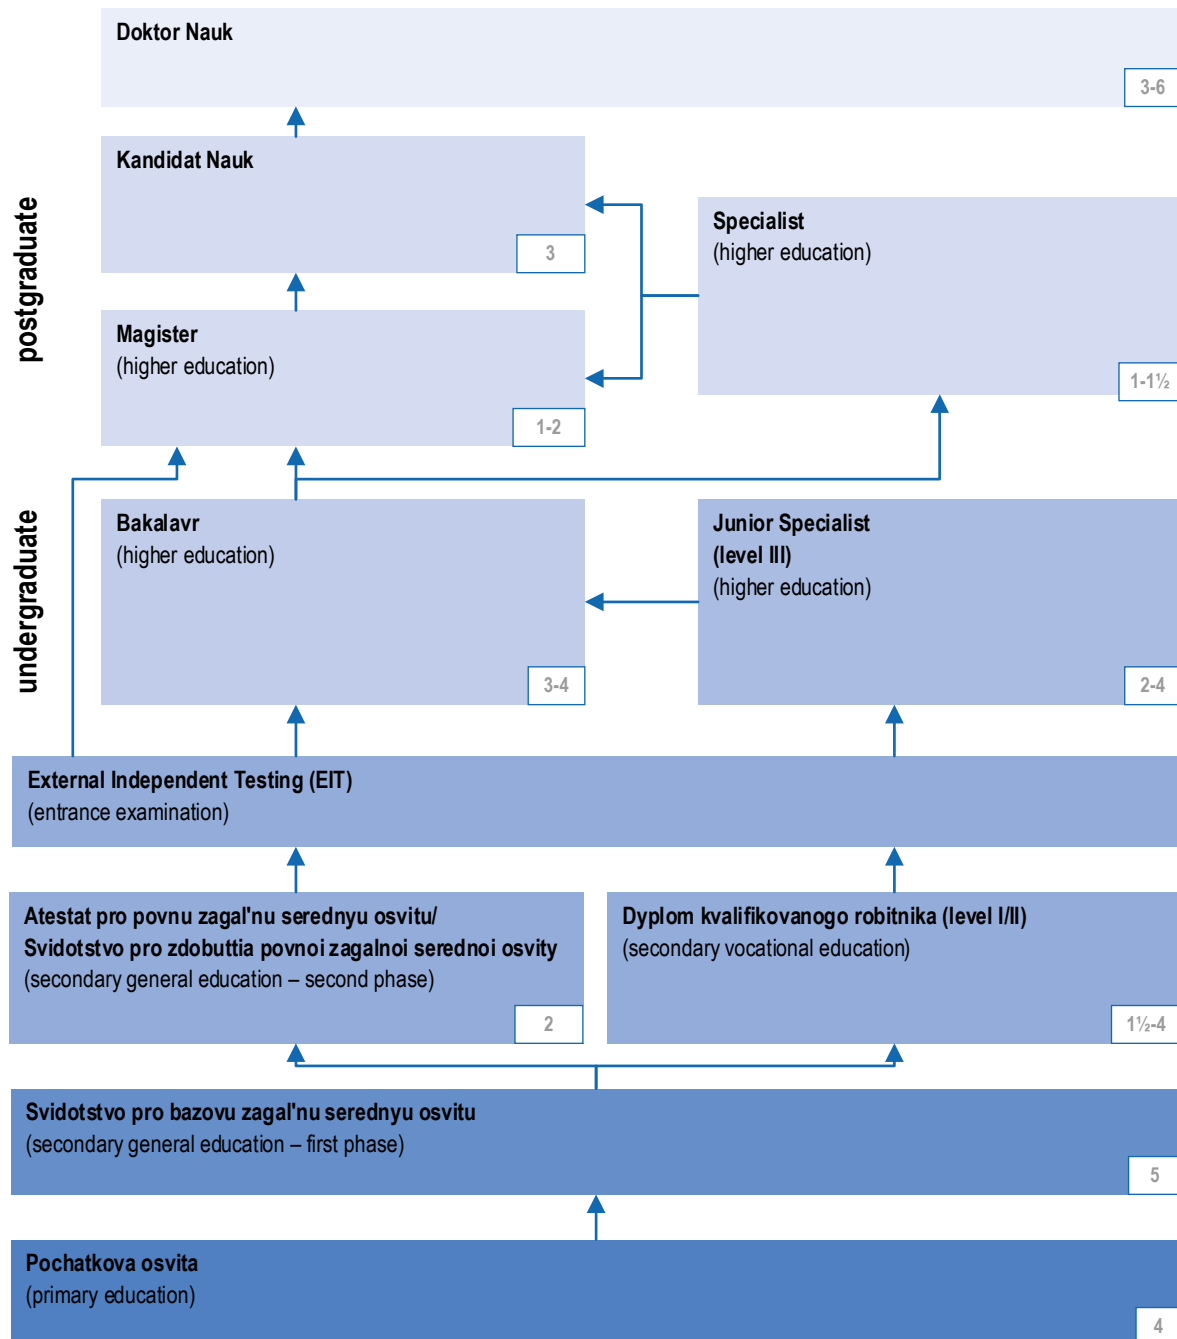 Doktor Nauk
3-6
Kandidat Nauk
3
Specialist
(higher education)
1-1½
postgraduate
Magister
(higher education)
1-2
undergraduate
Bakalavr
(higher education)
3-4
Junior Specialist
(level III)
(higher education)
2-4
External Independent Testing (EIT)
(entrance examination)
Atestat pro povnu zagal'nu serednyu osvitu/
Svidotstvo pro zdobuttia povnoi zagalnoi serednoi osvity
(secondary general education – second phase)
2
Dyplom kvalifikovanogo robitnika (level I/II)
(secondary vocational education)
1½-4
Svidotstvo pro bazovu zagal'nu serednyu osvitu
(secondary general education – first phase)
5
Pochatkova osvita
(primary education)
4